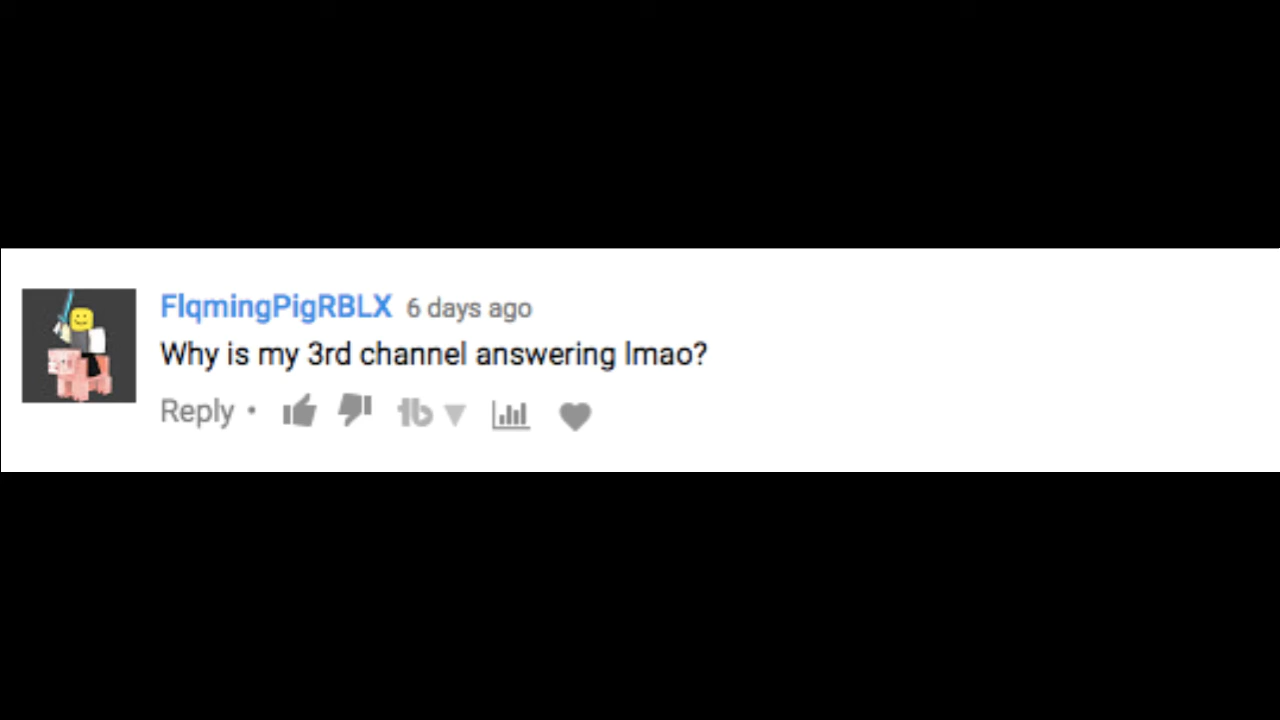 FlqmingPigRBLX 6 days ago
Why is my 3rd channel answering lmao?
Reply •